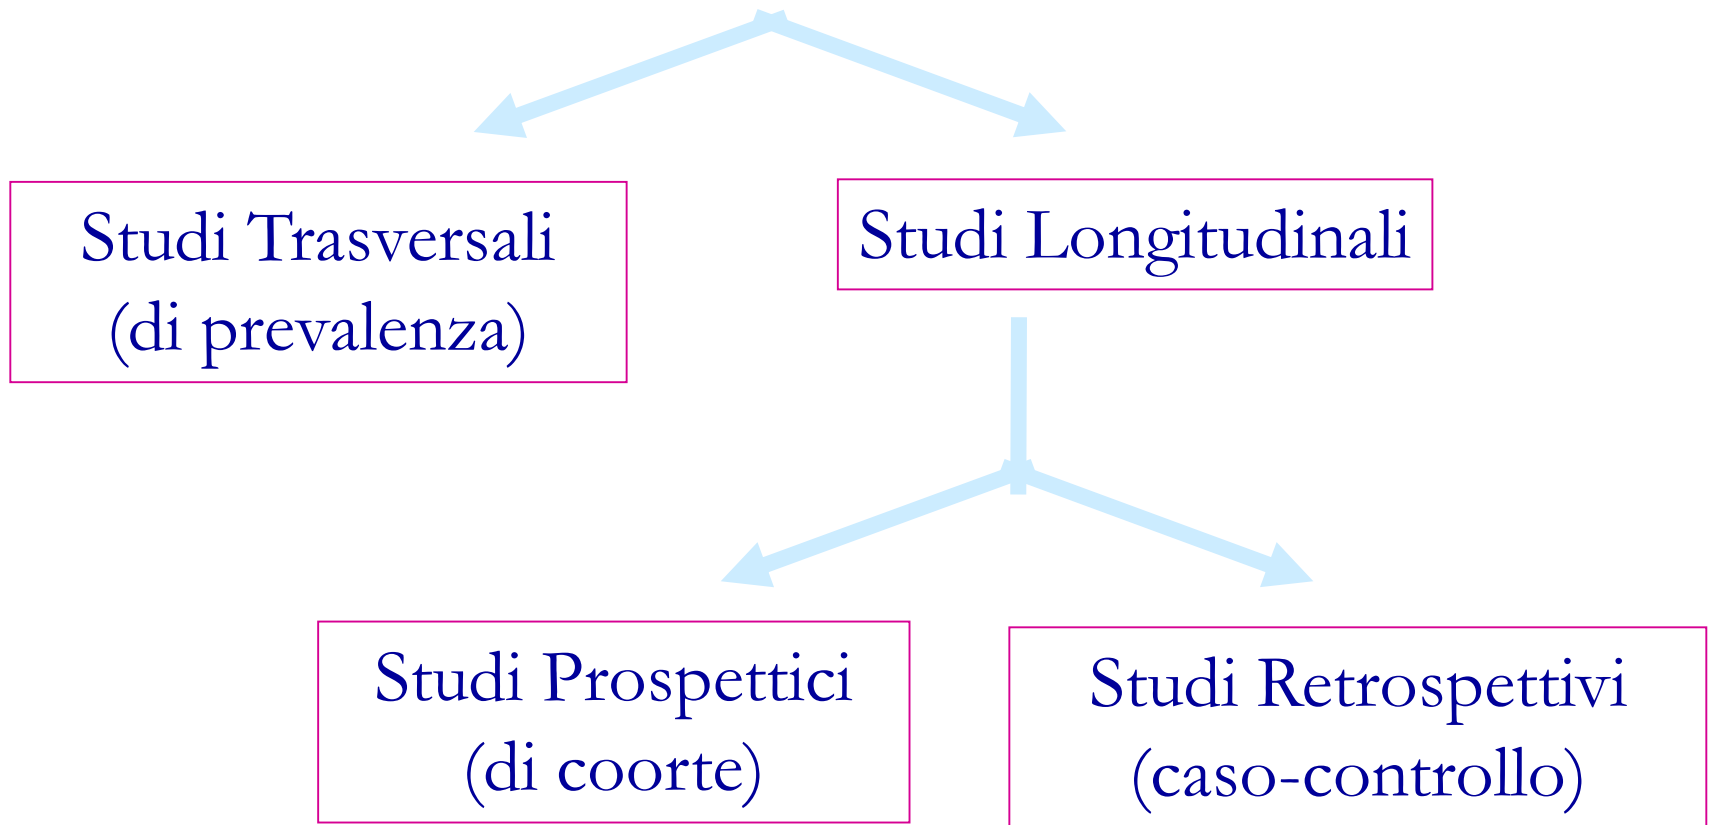 Studi Trasversali
(di prevalenza)
Studi Longitudinali
Studi Prospettici
(di coorte)
Studi Retrospettivi
(caso-controllo)